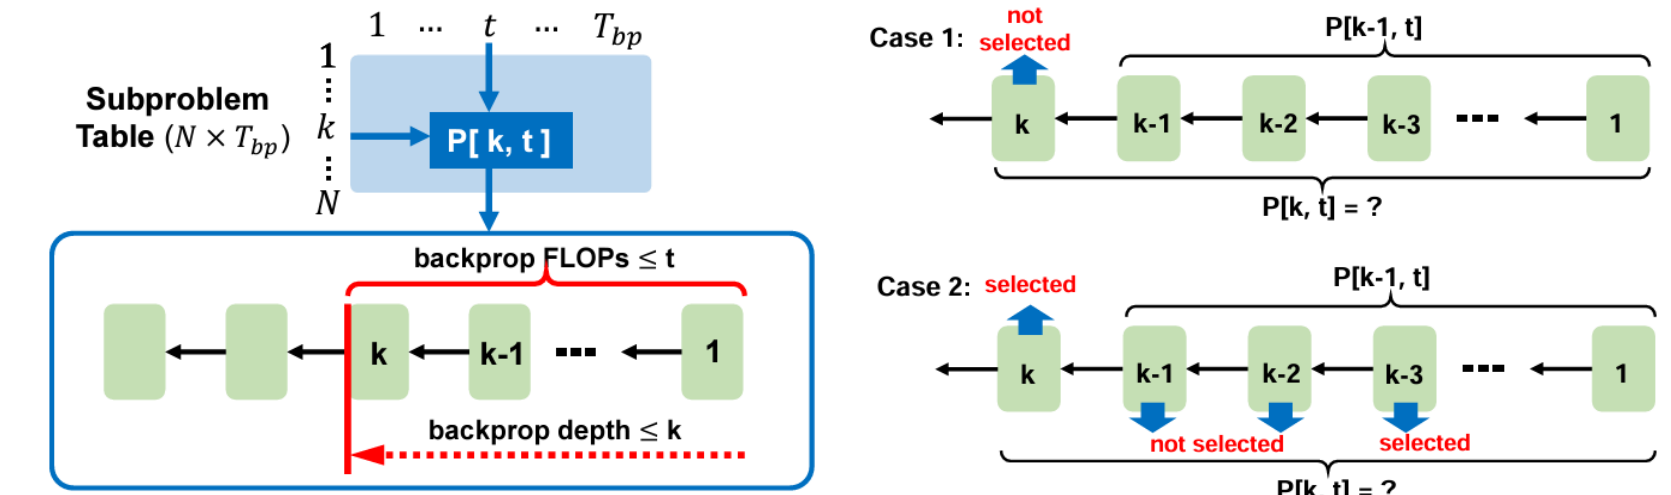 1 ... t ... T_bp
1
⋮
Subproblem
Table (N × T_bp)
k
P[ k, t ]
⋮
N
backprop FLOPs ≤ t
k
k-1
1
backprop depth ≤ k
Case 1:
not
selected
P[k-1, t]
k
k-1
k-2
k-3
1
P[k, t] = ?
Case 2:
selected
P[k-1, t]
k
k-1
k-2
k-3
1
not selected
selected
P[k, t] = ?